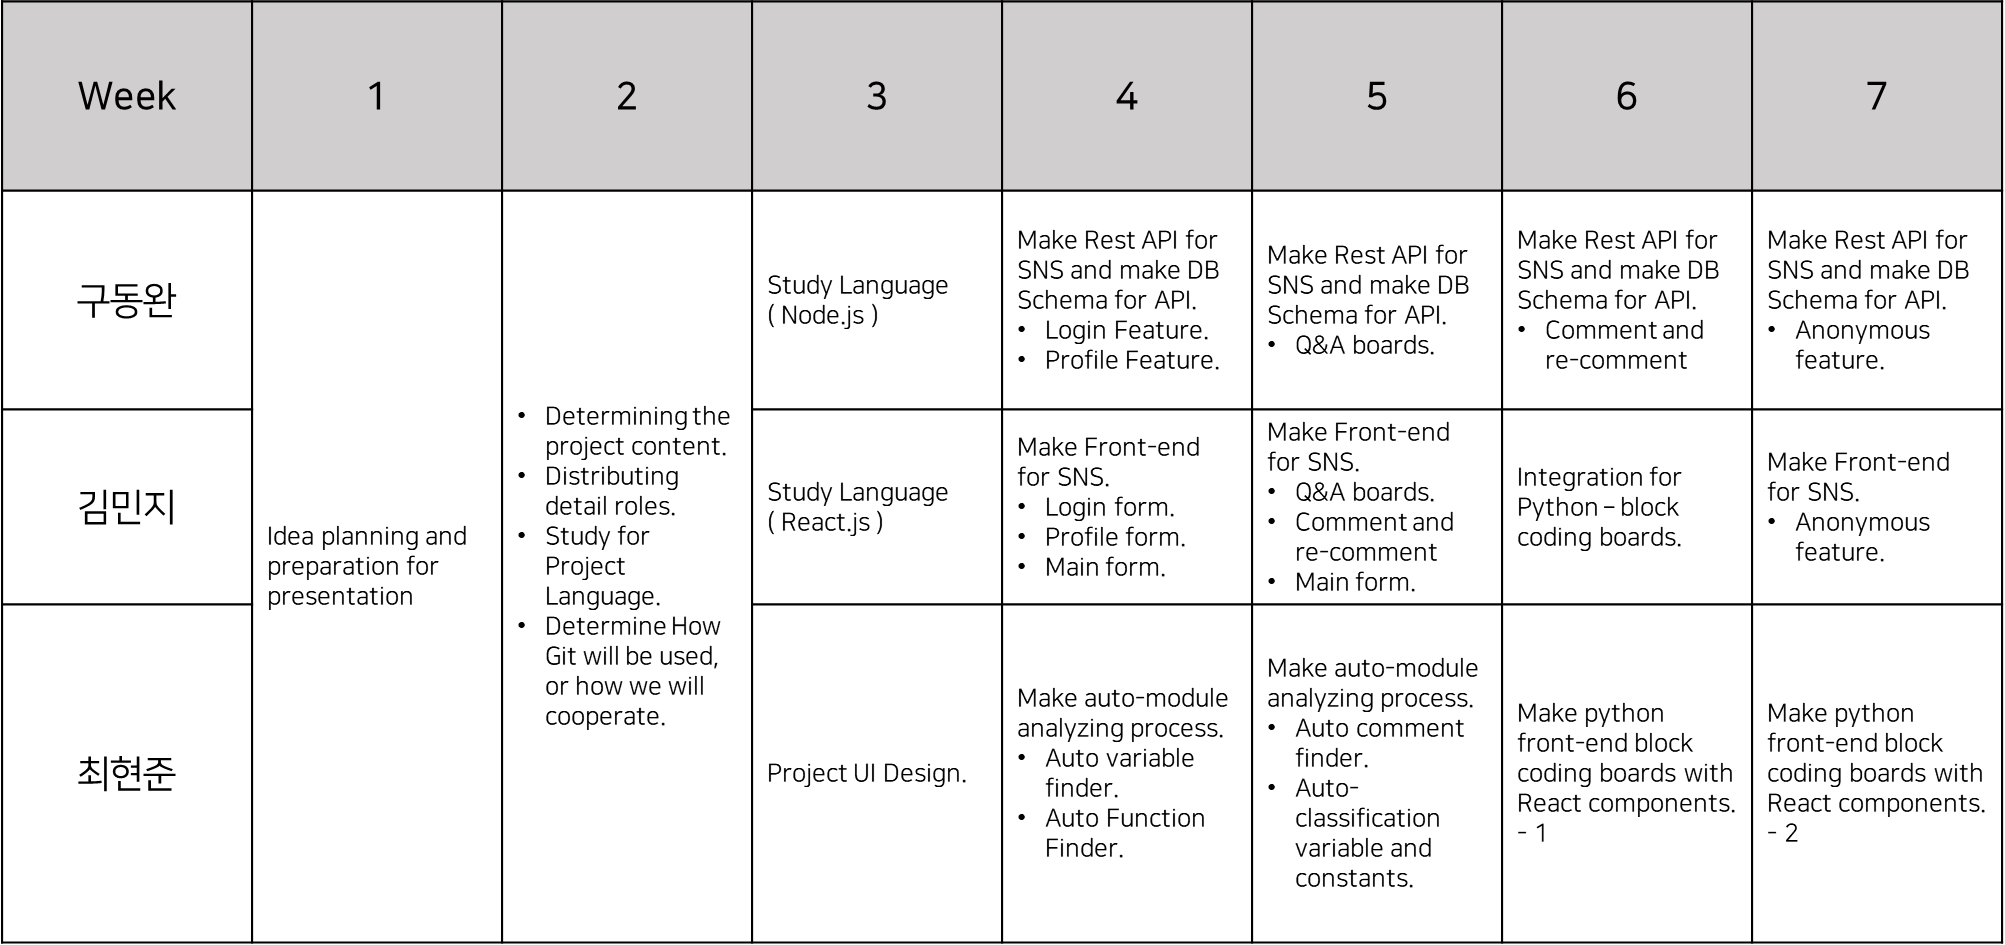 Week
1
2
3
4
5
6
7
구동완
Idea planning and
preparation for
presentation
• Determining the
project content.
• Distributing
detail roles.
• Study for
Project
Language.
• Determine How
Git will be used,
or how we will
cooperate.
Study Language
( Node.js )
Make Rest API for
SNS and make DB
Schema for API.
• Login Feature.
• Profile Feature.
Make Rest API for
SNS and make DB
Schema for API.
• Q&A boards.
Make Rest API for
SNS and make DB
Schema for API.
• Comment and
re-comment
Make Rest API for
SNS and make DB
Schema for API.
• Anonymous
feature.
김민지
Study Language
( React.js )
Make Front-end
for SNS.
• Login form.
• Profile form.
• Main form.
Make Front-end
for SNS.
• Q&A boards.
• Comment and
re-comment
• Main form.
Integration for
Python – block
coding boards.
Make Front-end
for SNS.
• Anonymous
feature.
최현준
Project UI Design.
Make auto-module
analyzing process.
• Auto variable
finder.
• Auto Function
Finder.
Make auto-module
analyzing process.
• Auto comment
finder.
• Auto-
classification
variable and
constants.
Make python
front-end block
coding boards with
React components.
- 1
Make python
front-end block
coding boards with
React components.
- 2